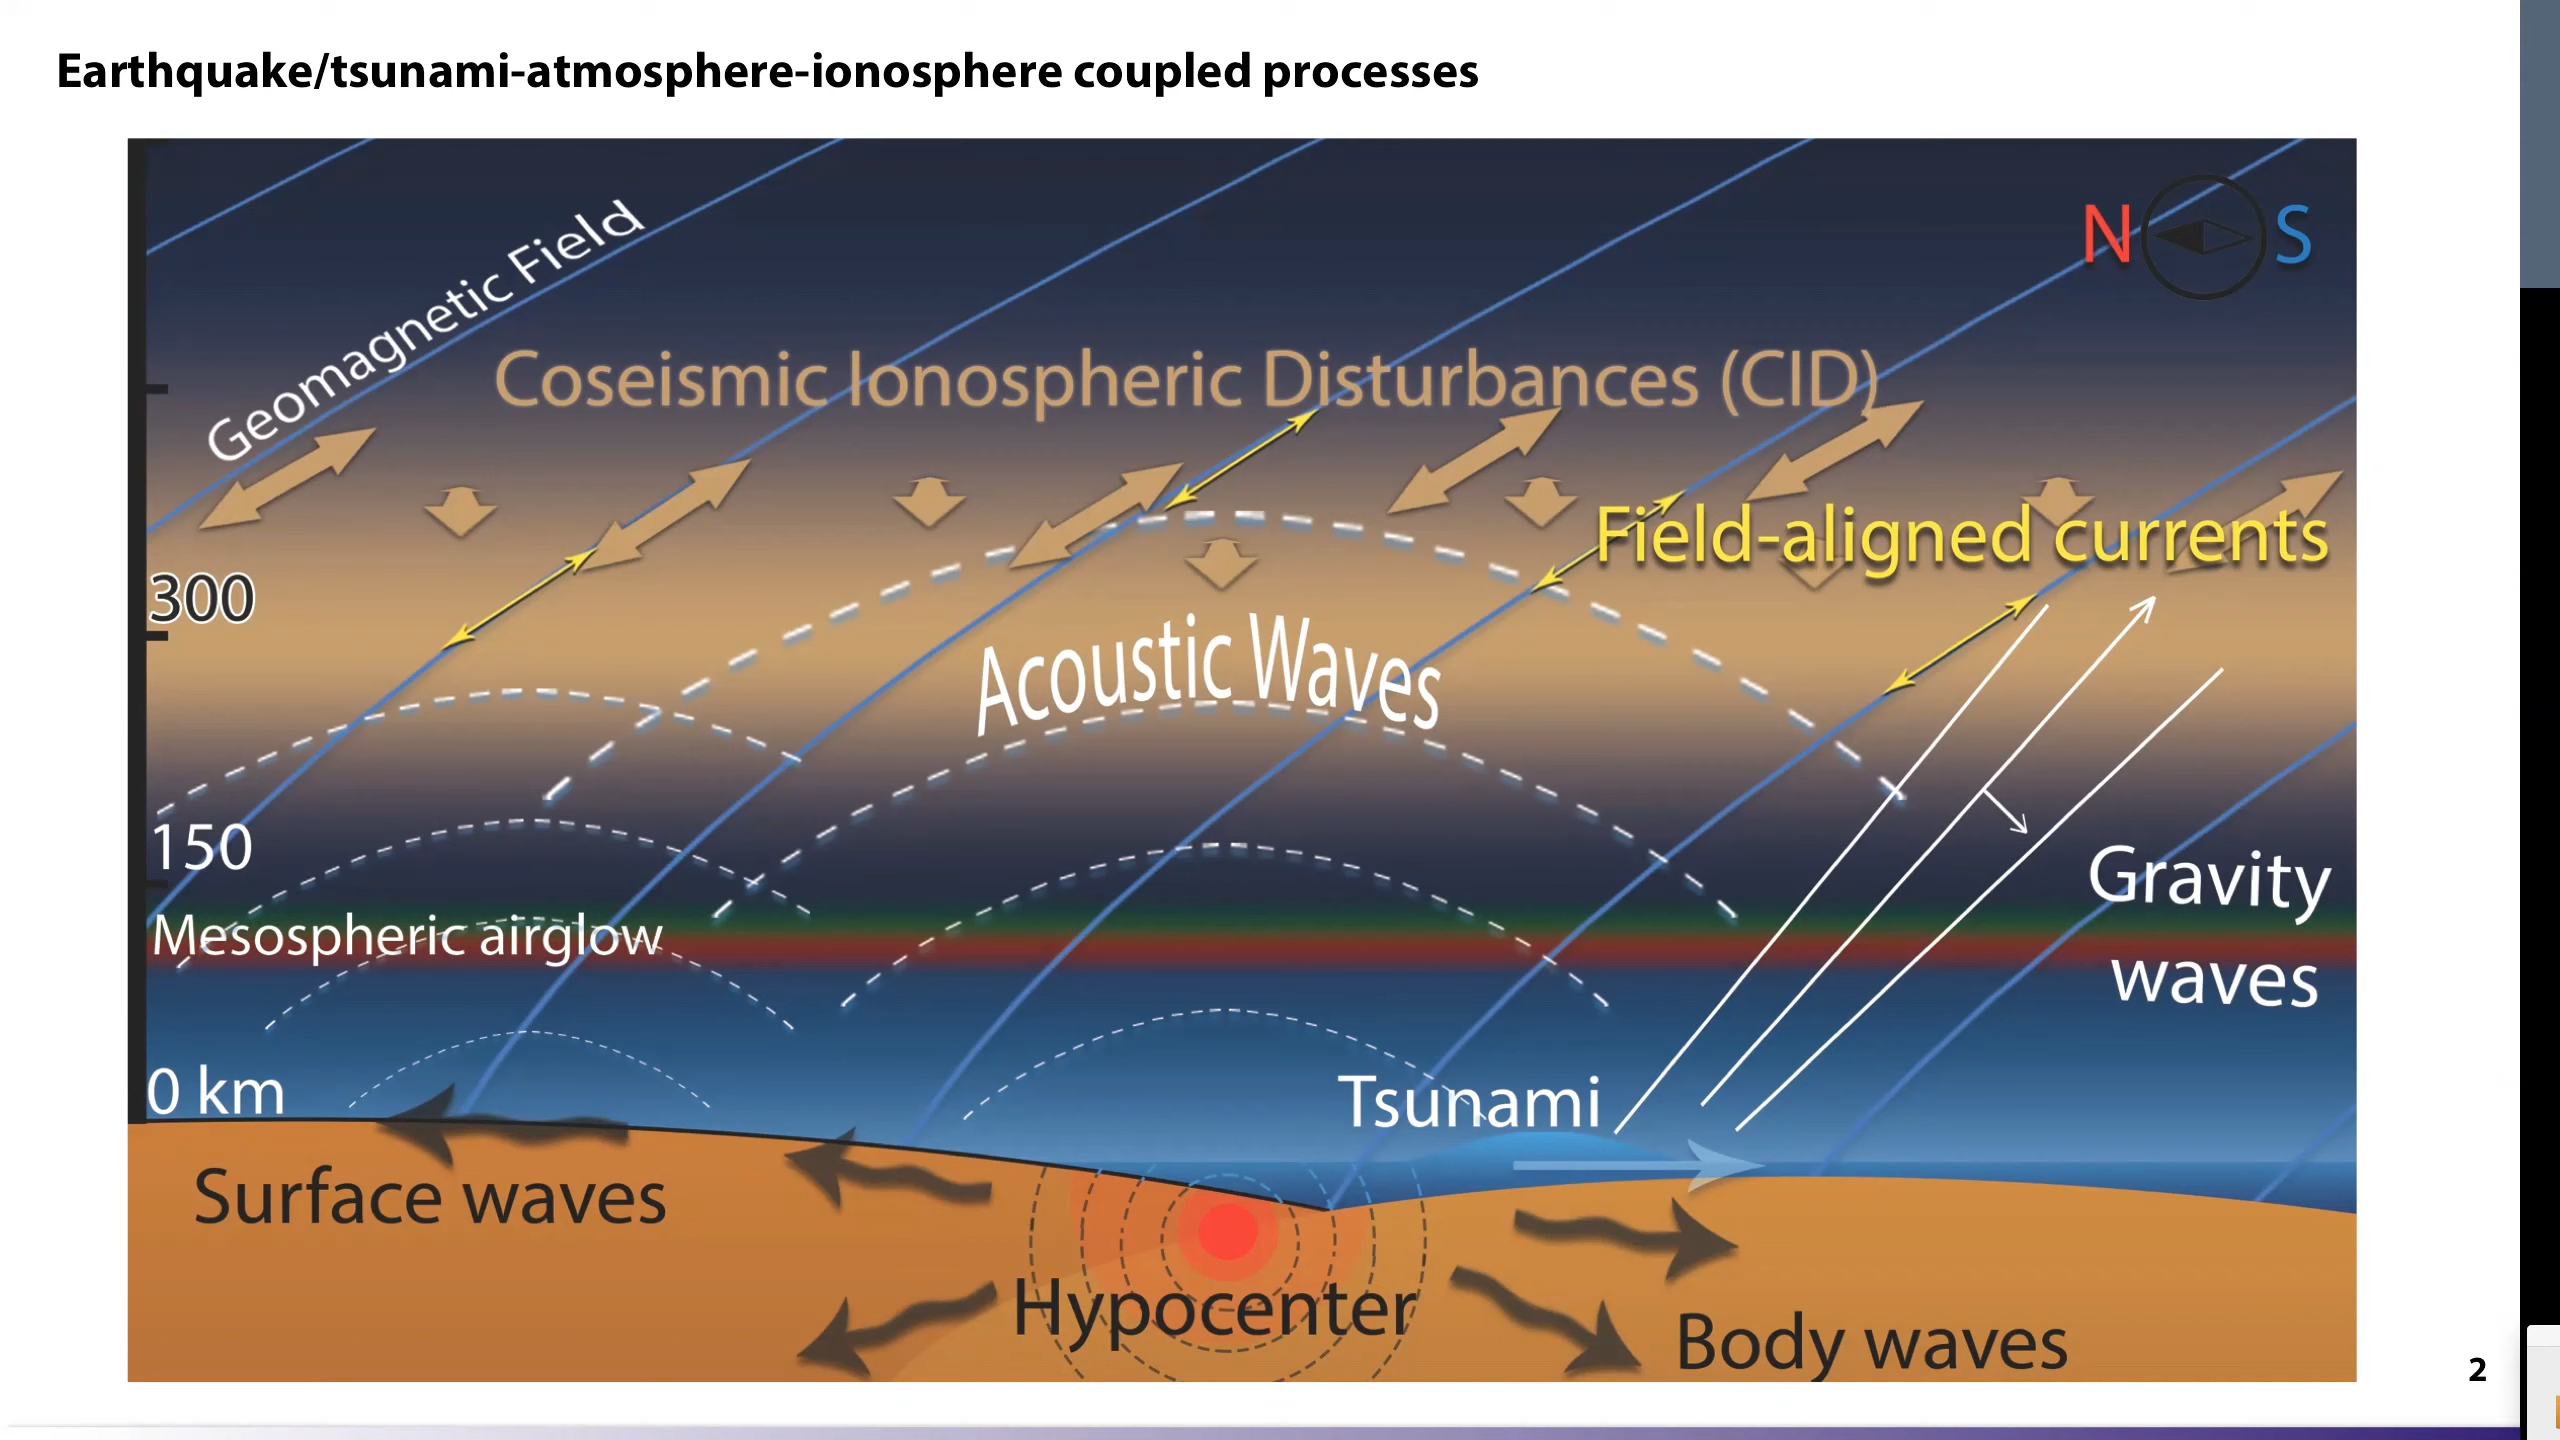 Earthquake/tsunami-atmosphere-ionosphere coupled processes
Geomagnetic Field
N S
Coseismic Ionospheric Disturbances (CID)
Field-aligned currents
300
Acoustic Waves
150
Gravity
waves
Mesospheric airglow
0 km
Tsunami
Surface waves
Hypocenter
Body waves
2